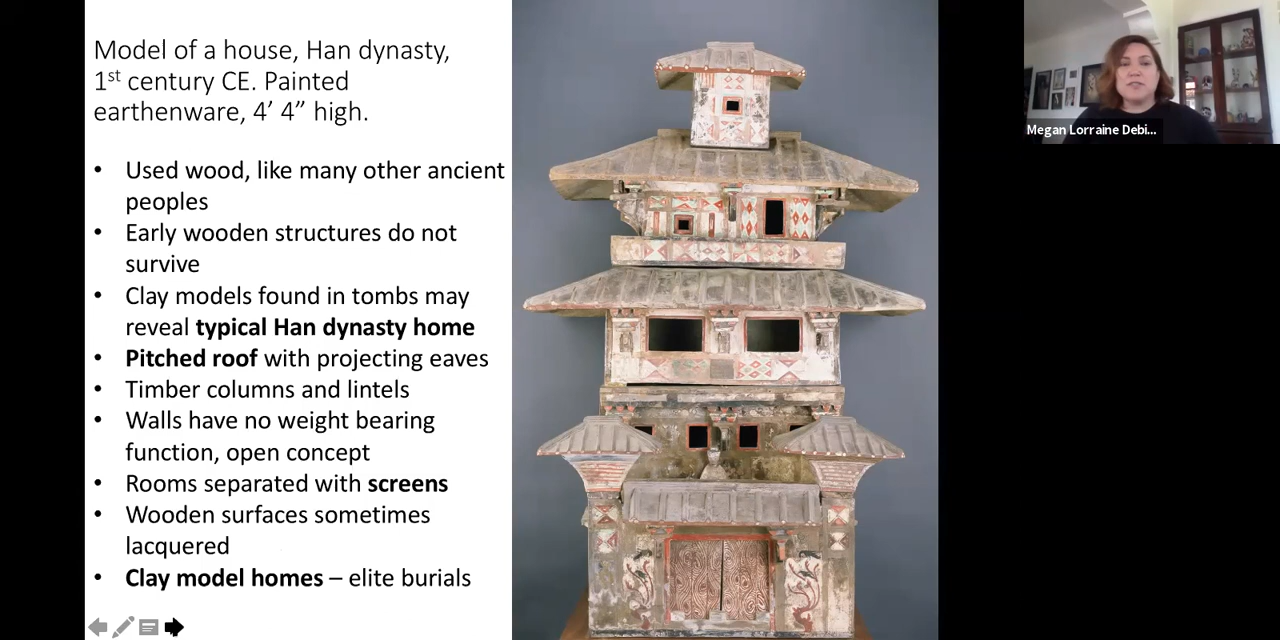 Model of a house, Han dynasty,
1st century CE. Painted
earthenware, 4’ 4” high.
• Used wood, like many other ancient
peoples
• Early wooden structures do not
survive
• Clay models found in tombs may
reveal typical Han dynasty home
• Pitched roof with projecting eaves
• Timber columns and lintels
• Walls have no weight bearing
function, open concept
• Rooms separated with screens
• Wooden surfaces sometimes
lacquered
• Clay model homes – elite burials
Megan Lorraine Debi...